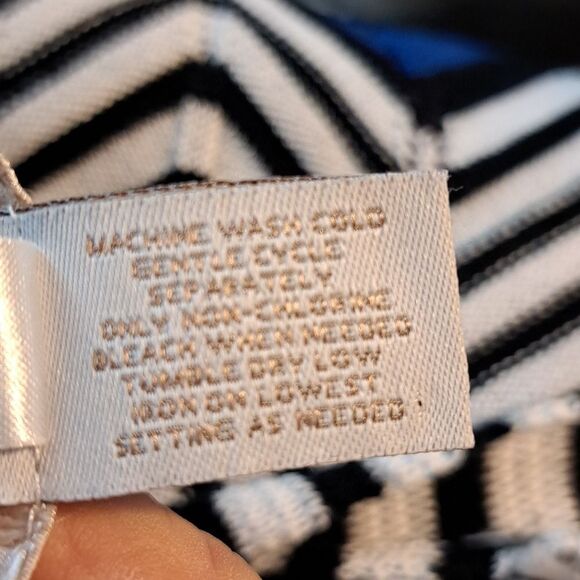 MACHINE WASH COLD
GENTLE CYCLE
SEPARATELY
ONLY NON-CHLORINE
BLEACH WHEN NEEDED
TUMBLE DRY LOW
IRON ON LOWEST
SETTING AS NEEDED